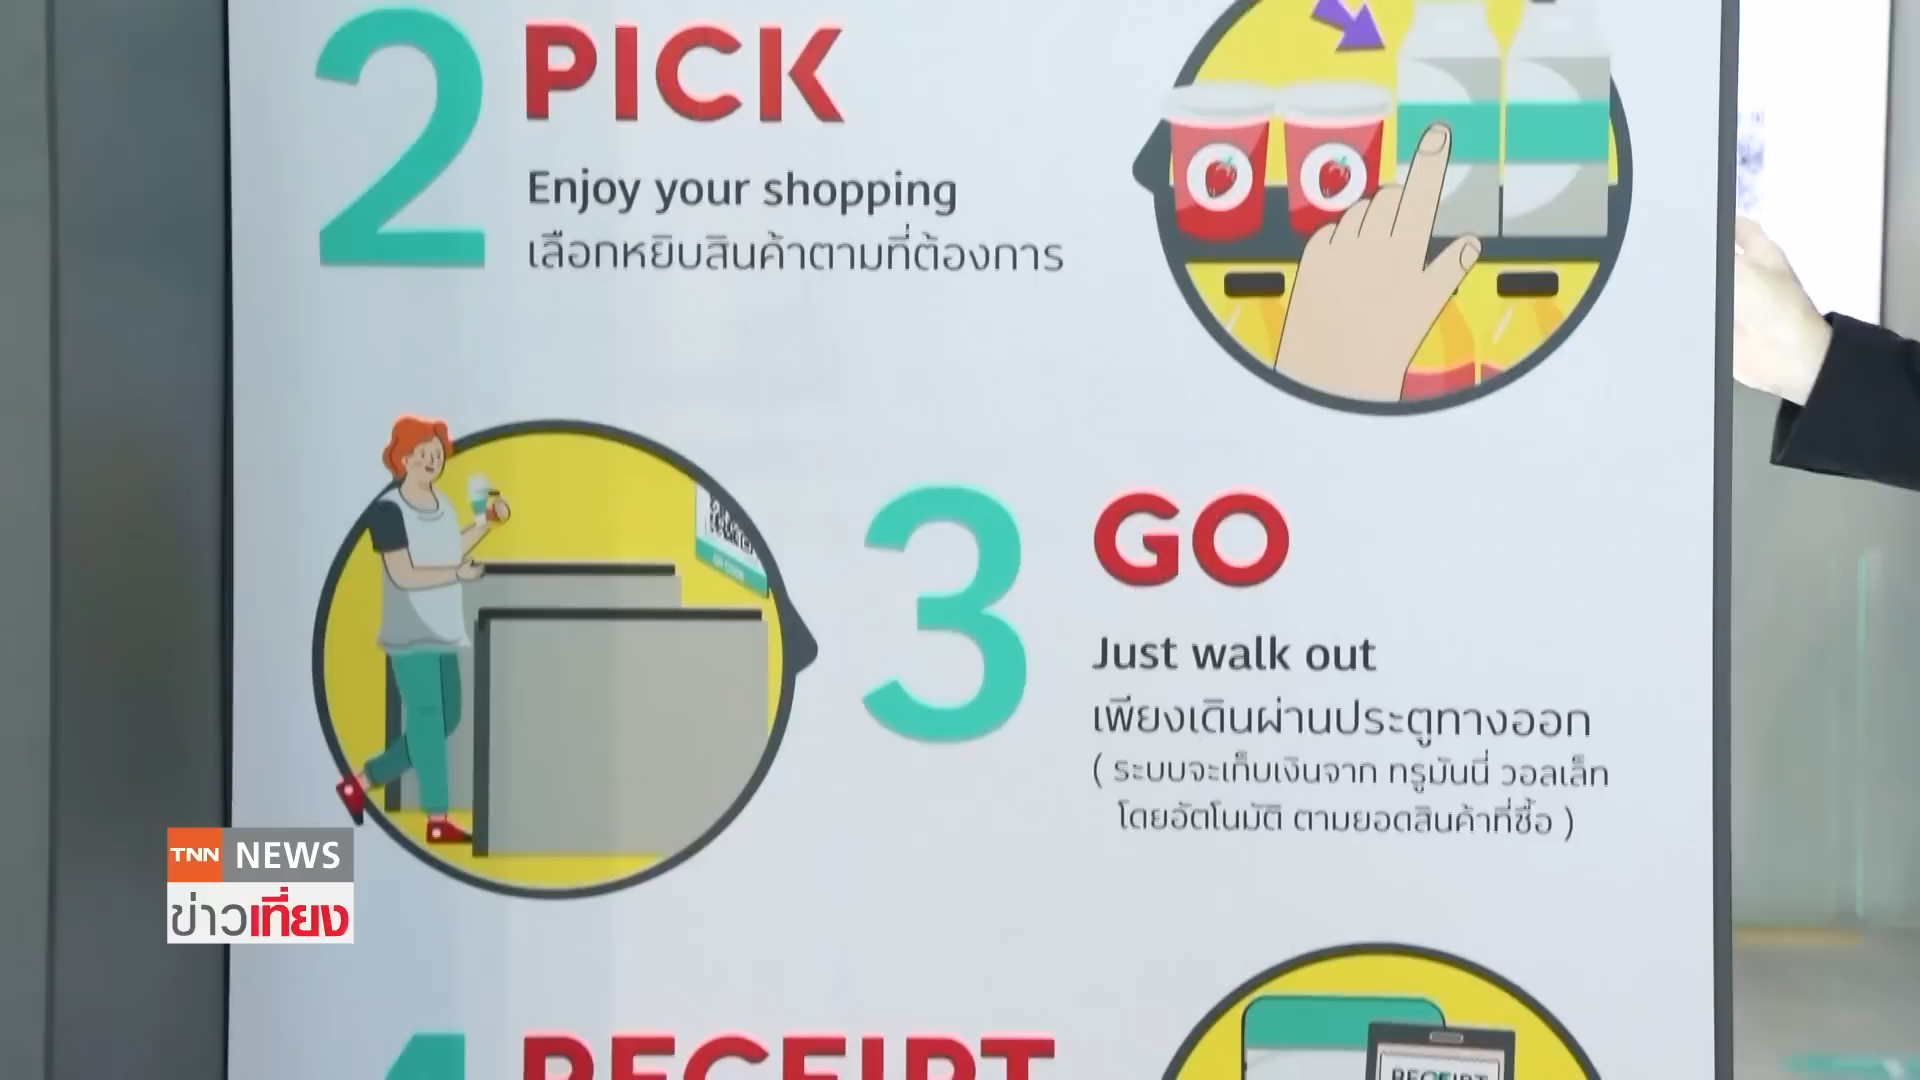 2 PICK
Enjoy your shopping
เลือกหยิบสินค้าตามที่ต้องการ
3 GO
Just walk out
เพียงเดินผ่านประตูทางออก
( ระบบจะเก็บเงินจาก ทรูมันนี่ วอลเล็ท
โดยอัตโนมัติ ตามยอดสินค้าที่ซื้อ )
TNN NEWS
ข่าวเที่ยง
4 RECEIPT
RECEIPT